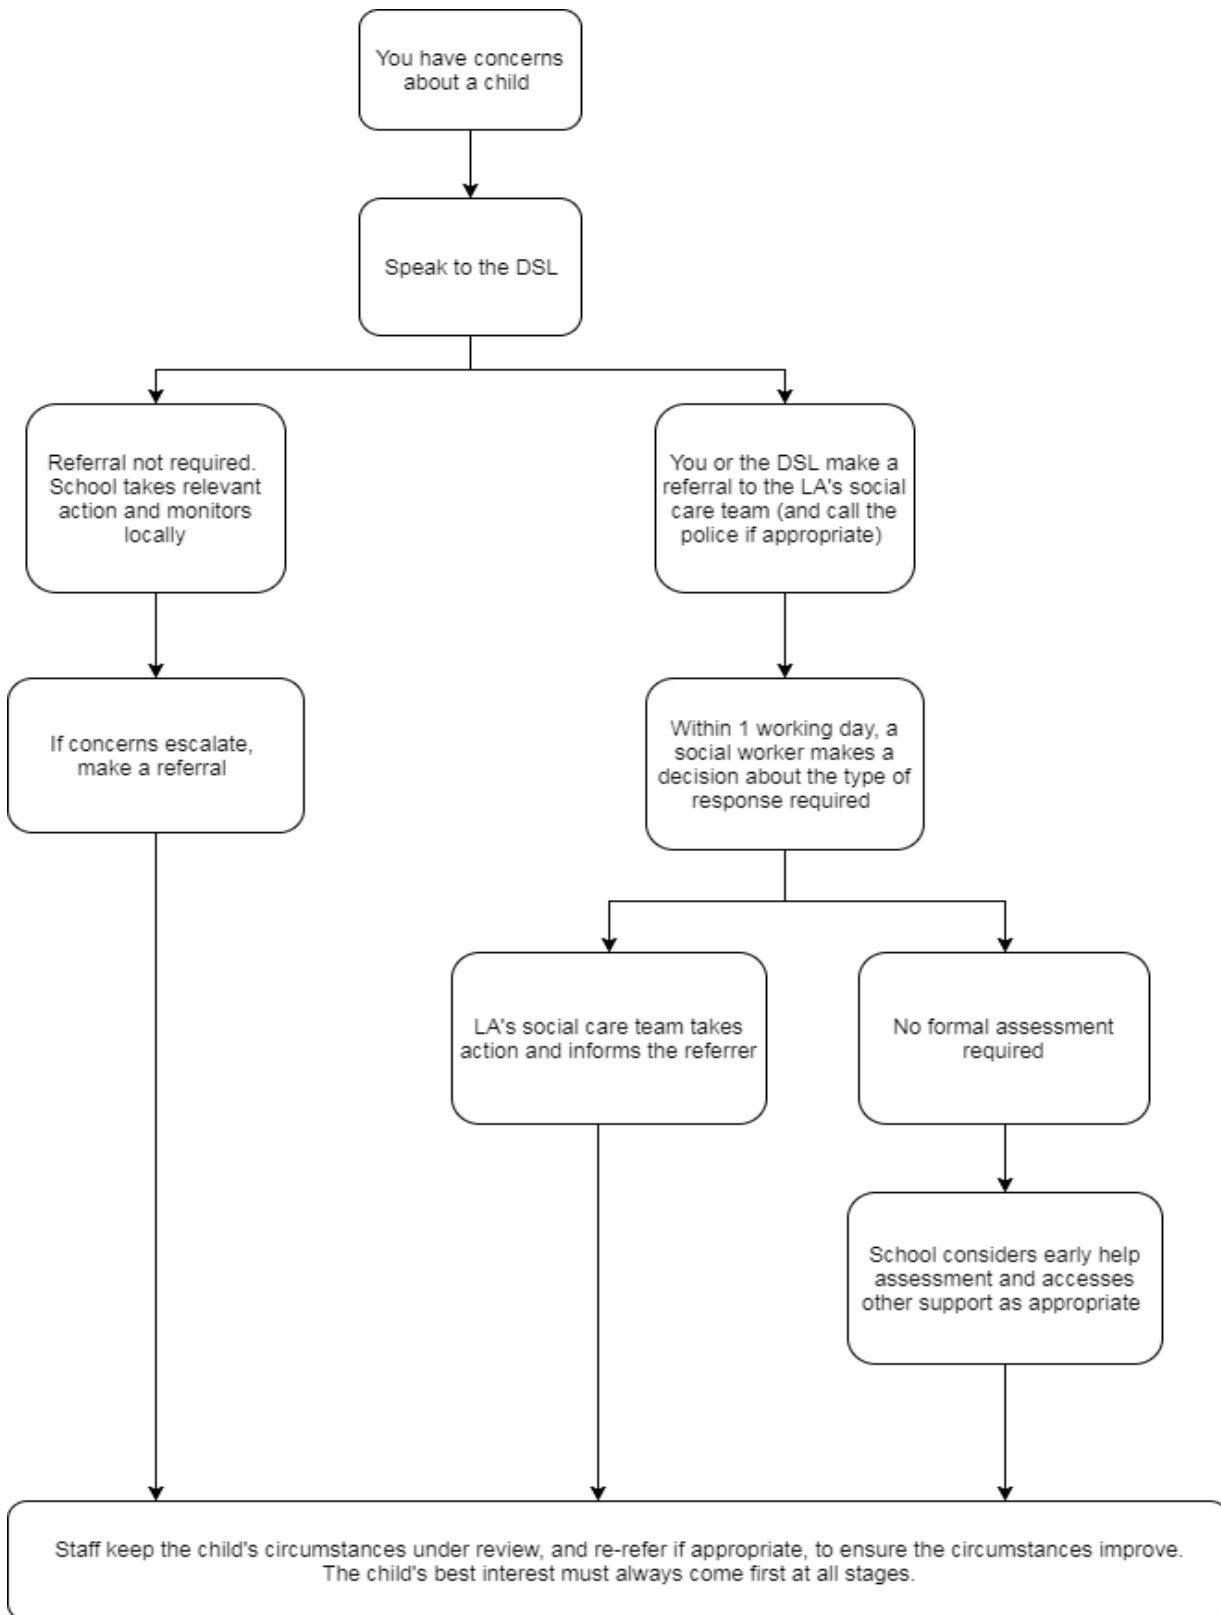 You have concerns
about a child
Speak to the DSL
Referral not required.
School takes relevant
action and monitors
locally
You or the DSL make a
referral to the LA's social
care team (and call the
police if appropriate)
If concerns escalate,
make a referral
Within 1 working day, a
social worker makes a
decision about the type of
response required
LA's social care team takes
action and informs the referrer
No formal assessment
required
School considers early help
assessment and accesses
other support as appropriate
Staff keep the child's circumstances under review, and re-refer if appropriate, to ensure the circumstances improve.
The child's best interest must always come first at all stages.